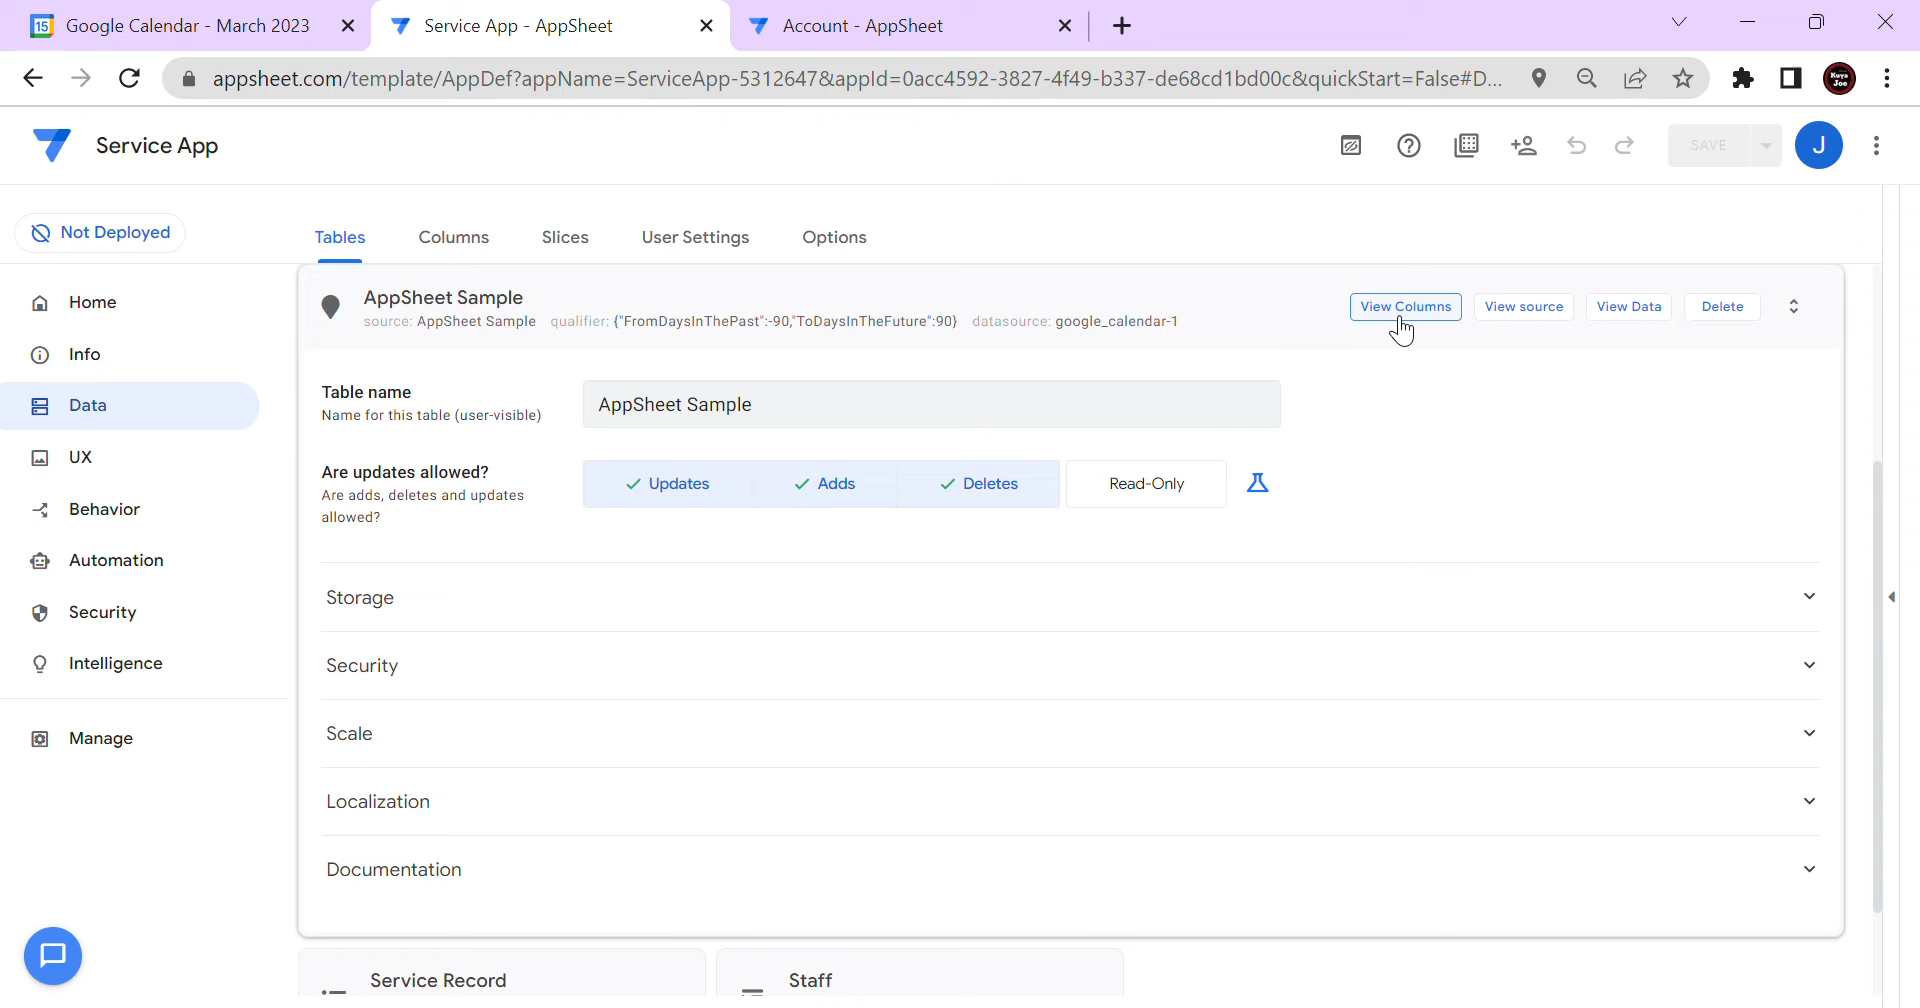 Google Calendar - March 2023
Service App - AppSheet
Account - AppSheet
appsheet.com/template/AppDef?appName=ServiceApp-5312647&appId=0acc4592-3827-4f49-b337-de68cd1bd00c&quickStart=False#D...
Kuya
Joe
Service App
SAVE
J
Not Deployed
Tables
Columns
Slices
User Settings
Options
Home
Info
Data
UX
Behavior
Automation
Security
Intelligence
Manage
AppSheet Sample
source: AppSheet Sample qualifier: {"FromDaysInThePast":-90,"ToDaysInTheFuture":90} datasource: google_calendar-1
View Columns
View source
View Data
Delete
Table name
Name for this table (user-visible)
AppSheet Sample
Are updates allowed?
Are adds, deletes and updates
allowed?
Updates
Adds
Deletes
Read-Only
Storage
Security
Scale
Localization
Documentation
Service Record
Staff
15